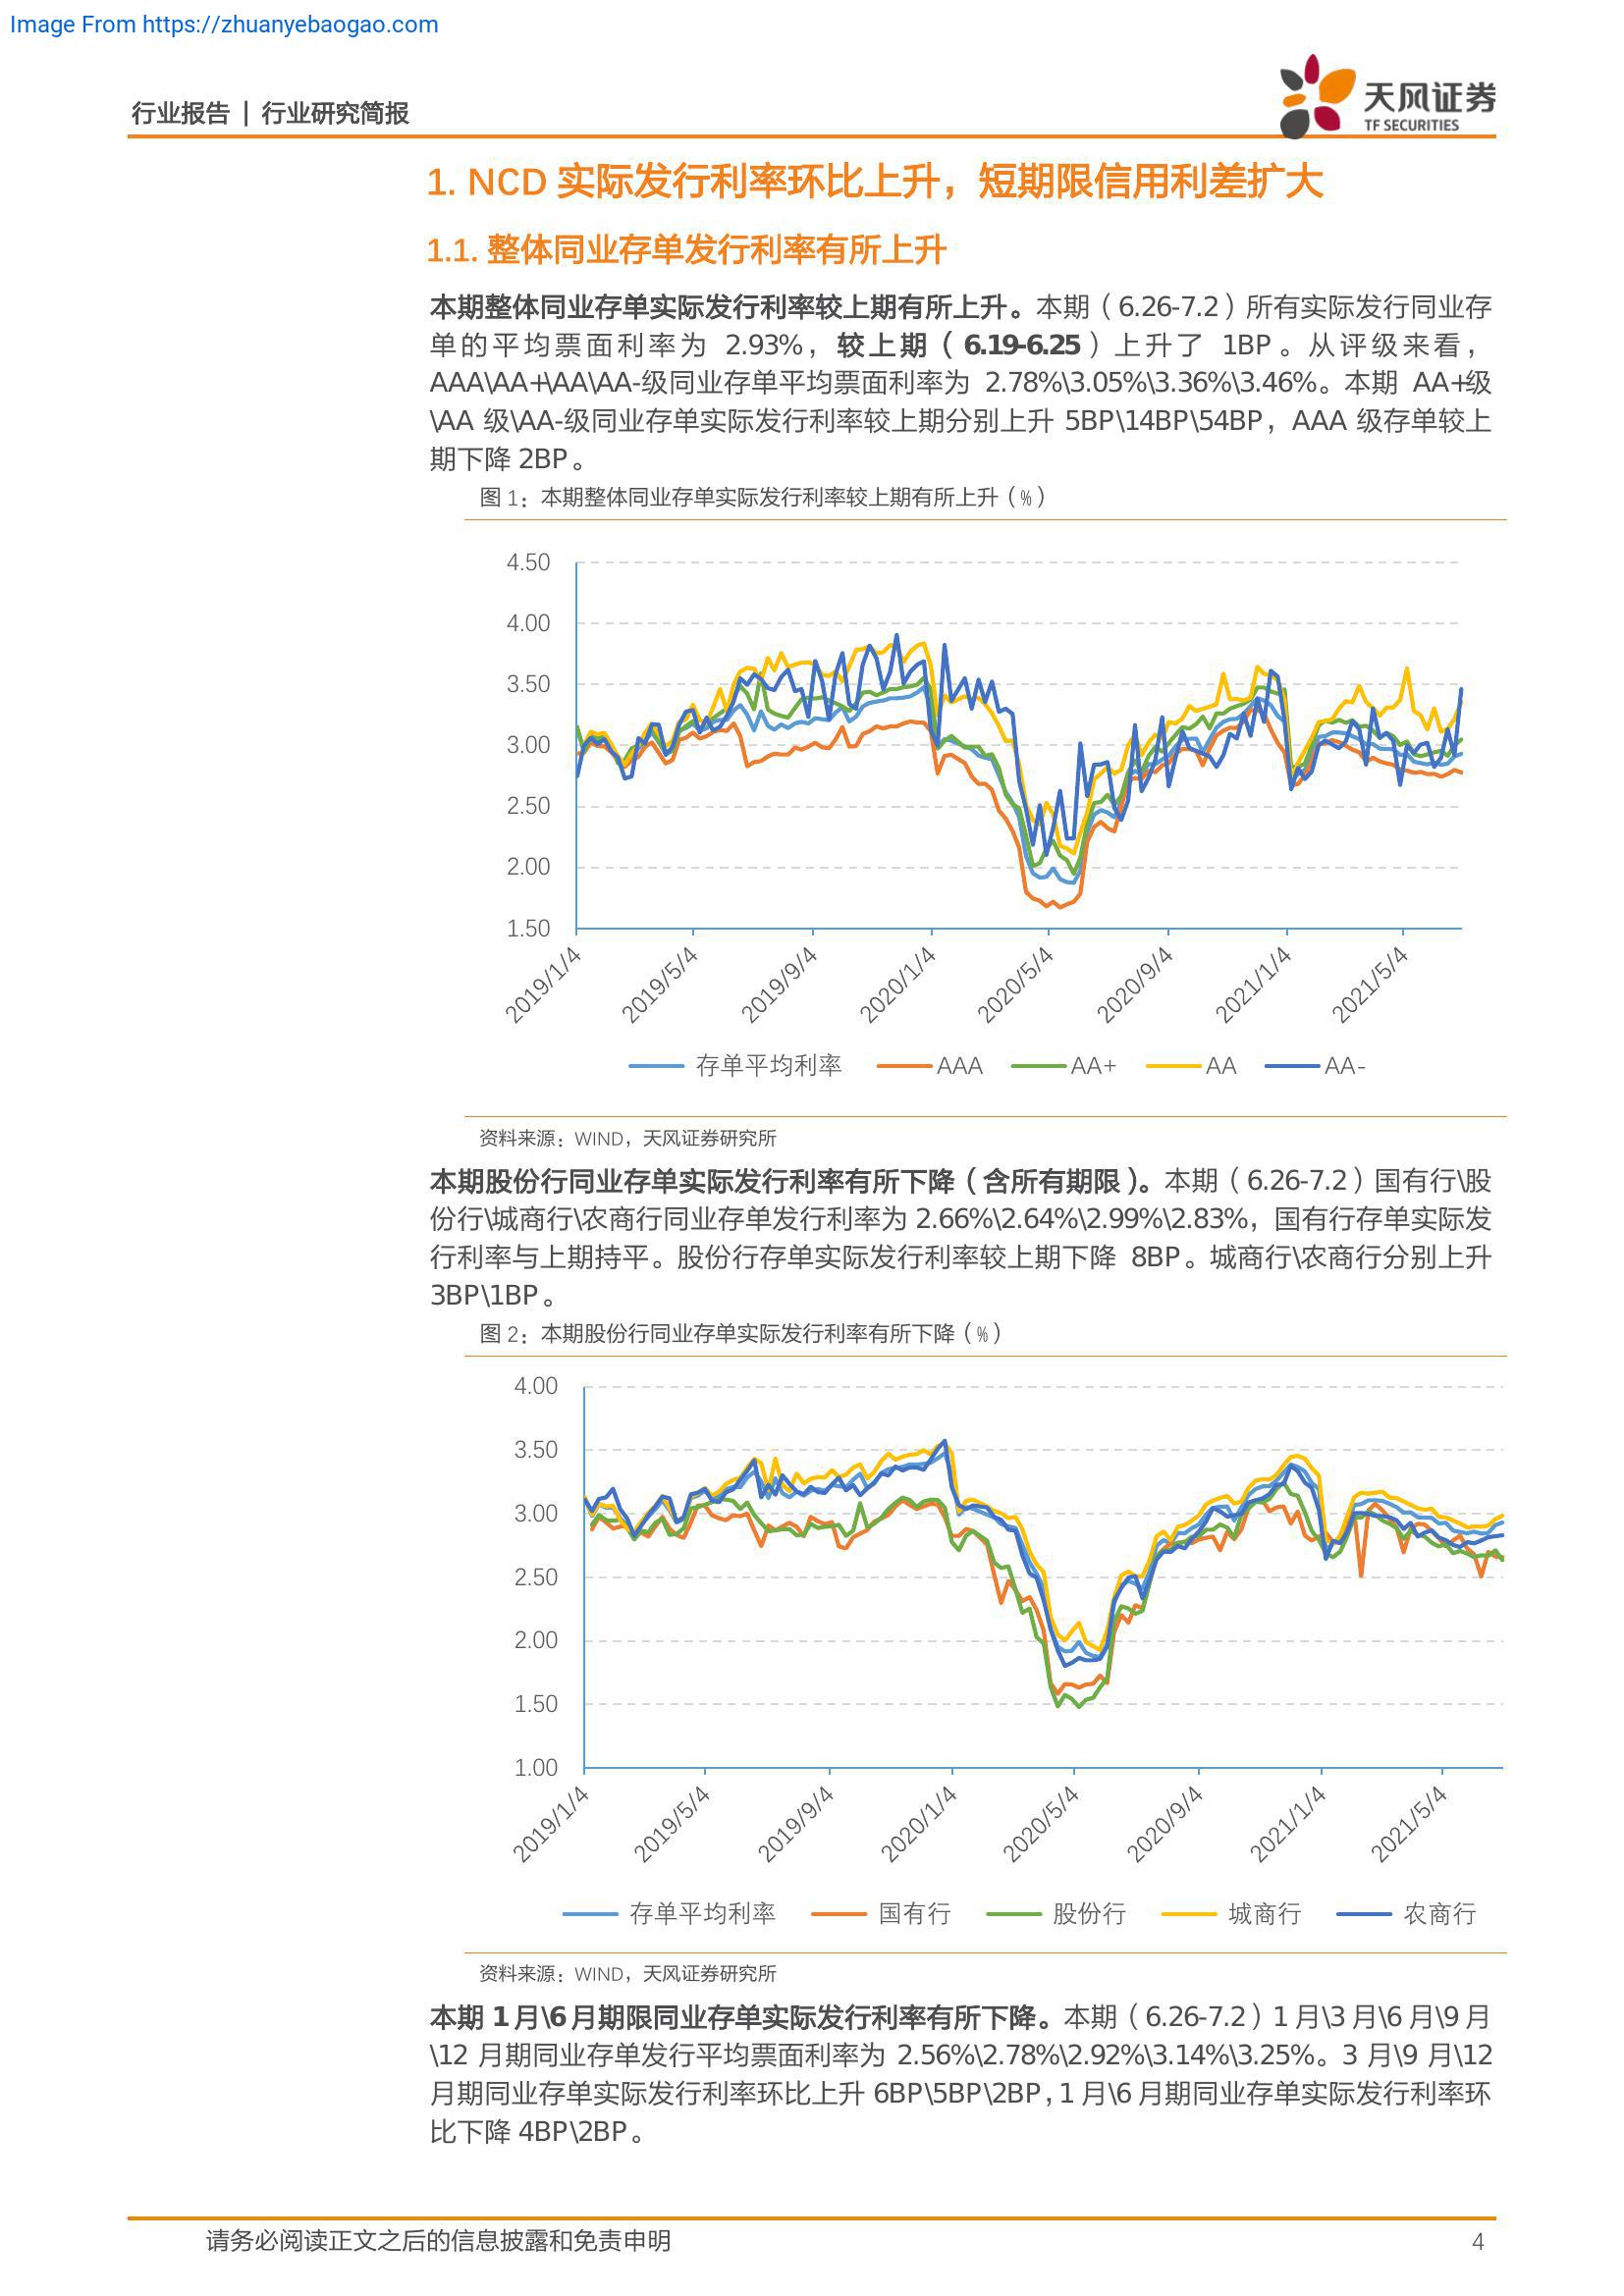 Image From https://zhuanyebaogao.com
行业报告 | 行业研究简报
天风证券
TF SECURITIES
1. NCD 实际发行利率环比上升，短期限信用利差扩大
1.1. 整体同业存单发行利率有所上升
本期整体同业存单实际发行利率较上期有所上升。本期（6.26-7.2）所有实际发行同业存
单的平均票面利率为 2.93%，较上期（6.19-6.25）上升了 1BP。从评级来看，
AAA\AA+\AA\AA-级同业存单平均票面利率为 2.78%\3.05%\3.36%\3.46%。本期 AA+级
\AA 级\AA-级同业存单实际发行利率较上期分别上升 5BP\14BP\54BP，AAA 级存单较上
期下降 2BP。
图 1：本期整体同业存单实际发行利率较上期有所上升（%）
4.50
4.00
3.50
3.00
2.50
2.00
1.50
2019/1/4
2019/5/4
2019/9/4
2020/1/4
2020/5/4
2020/9/4
2021/1/4
2021/5/4
存单平均利率
AAA
AA+
AA
AA-
资料来源：WIND，天风证券研究所
本期股份行同业存单实际发行利率有所下降（含所有期限）。本期（6.26-7.2）国有行\股
份行\城商行\农商行同业存单发行利率为 2.66%\2.64%\2.99%\2.83%，国有行存单实际发
行利率与上期持平。股份行存单实际发行利率较上期下降 8BP。城商行\农商行分别上升
3BP\1BP。
图 2：本期股份行同业存单实际发行利率有所下降（%）
4.00
3.50
3.00
2.50
2.00
1.50
1.00
2019/1/4
2019/5/4
2019/9/4
2020/1/4
2020/5/4
2020/9/4
2021/1/4
2021/5/4
存单平均利率
国有行
股份行
城商行
农商行
资料来源：WIND，天风证券研究所
本期 1 月\6 月期限同业存单实际发行利率有所下降。本期（6.26-7.2）1 月\3 月\6 月\9 月
\12 月期同业存单发行平均票面利率为 2.56%\2.78%\2.92%\3.14%\3.25%。3 月\9 月\12
月期同业存单实际发行利率环比上升 6BP\5BP\2BP，1 月\6 月期同业存单实际发行利率环
比下降 4BP\2BP。
请务必阅读正文之后的信息披露和免责申明
4